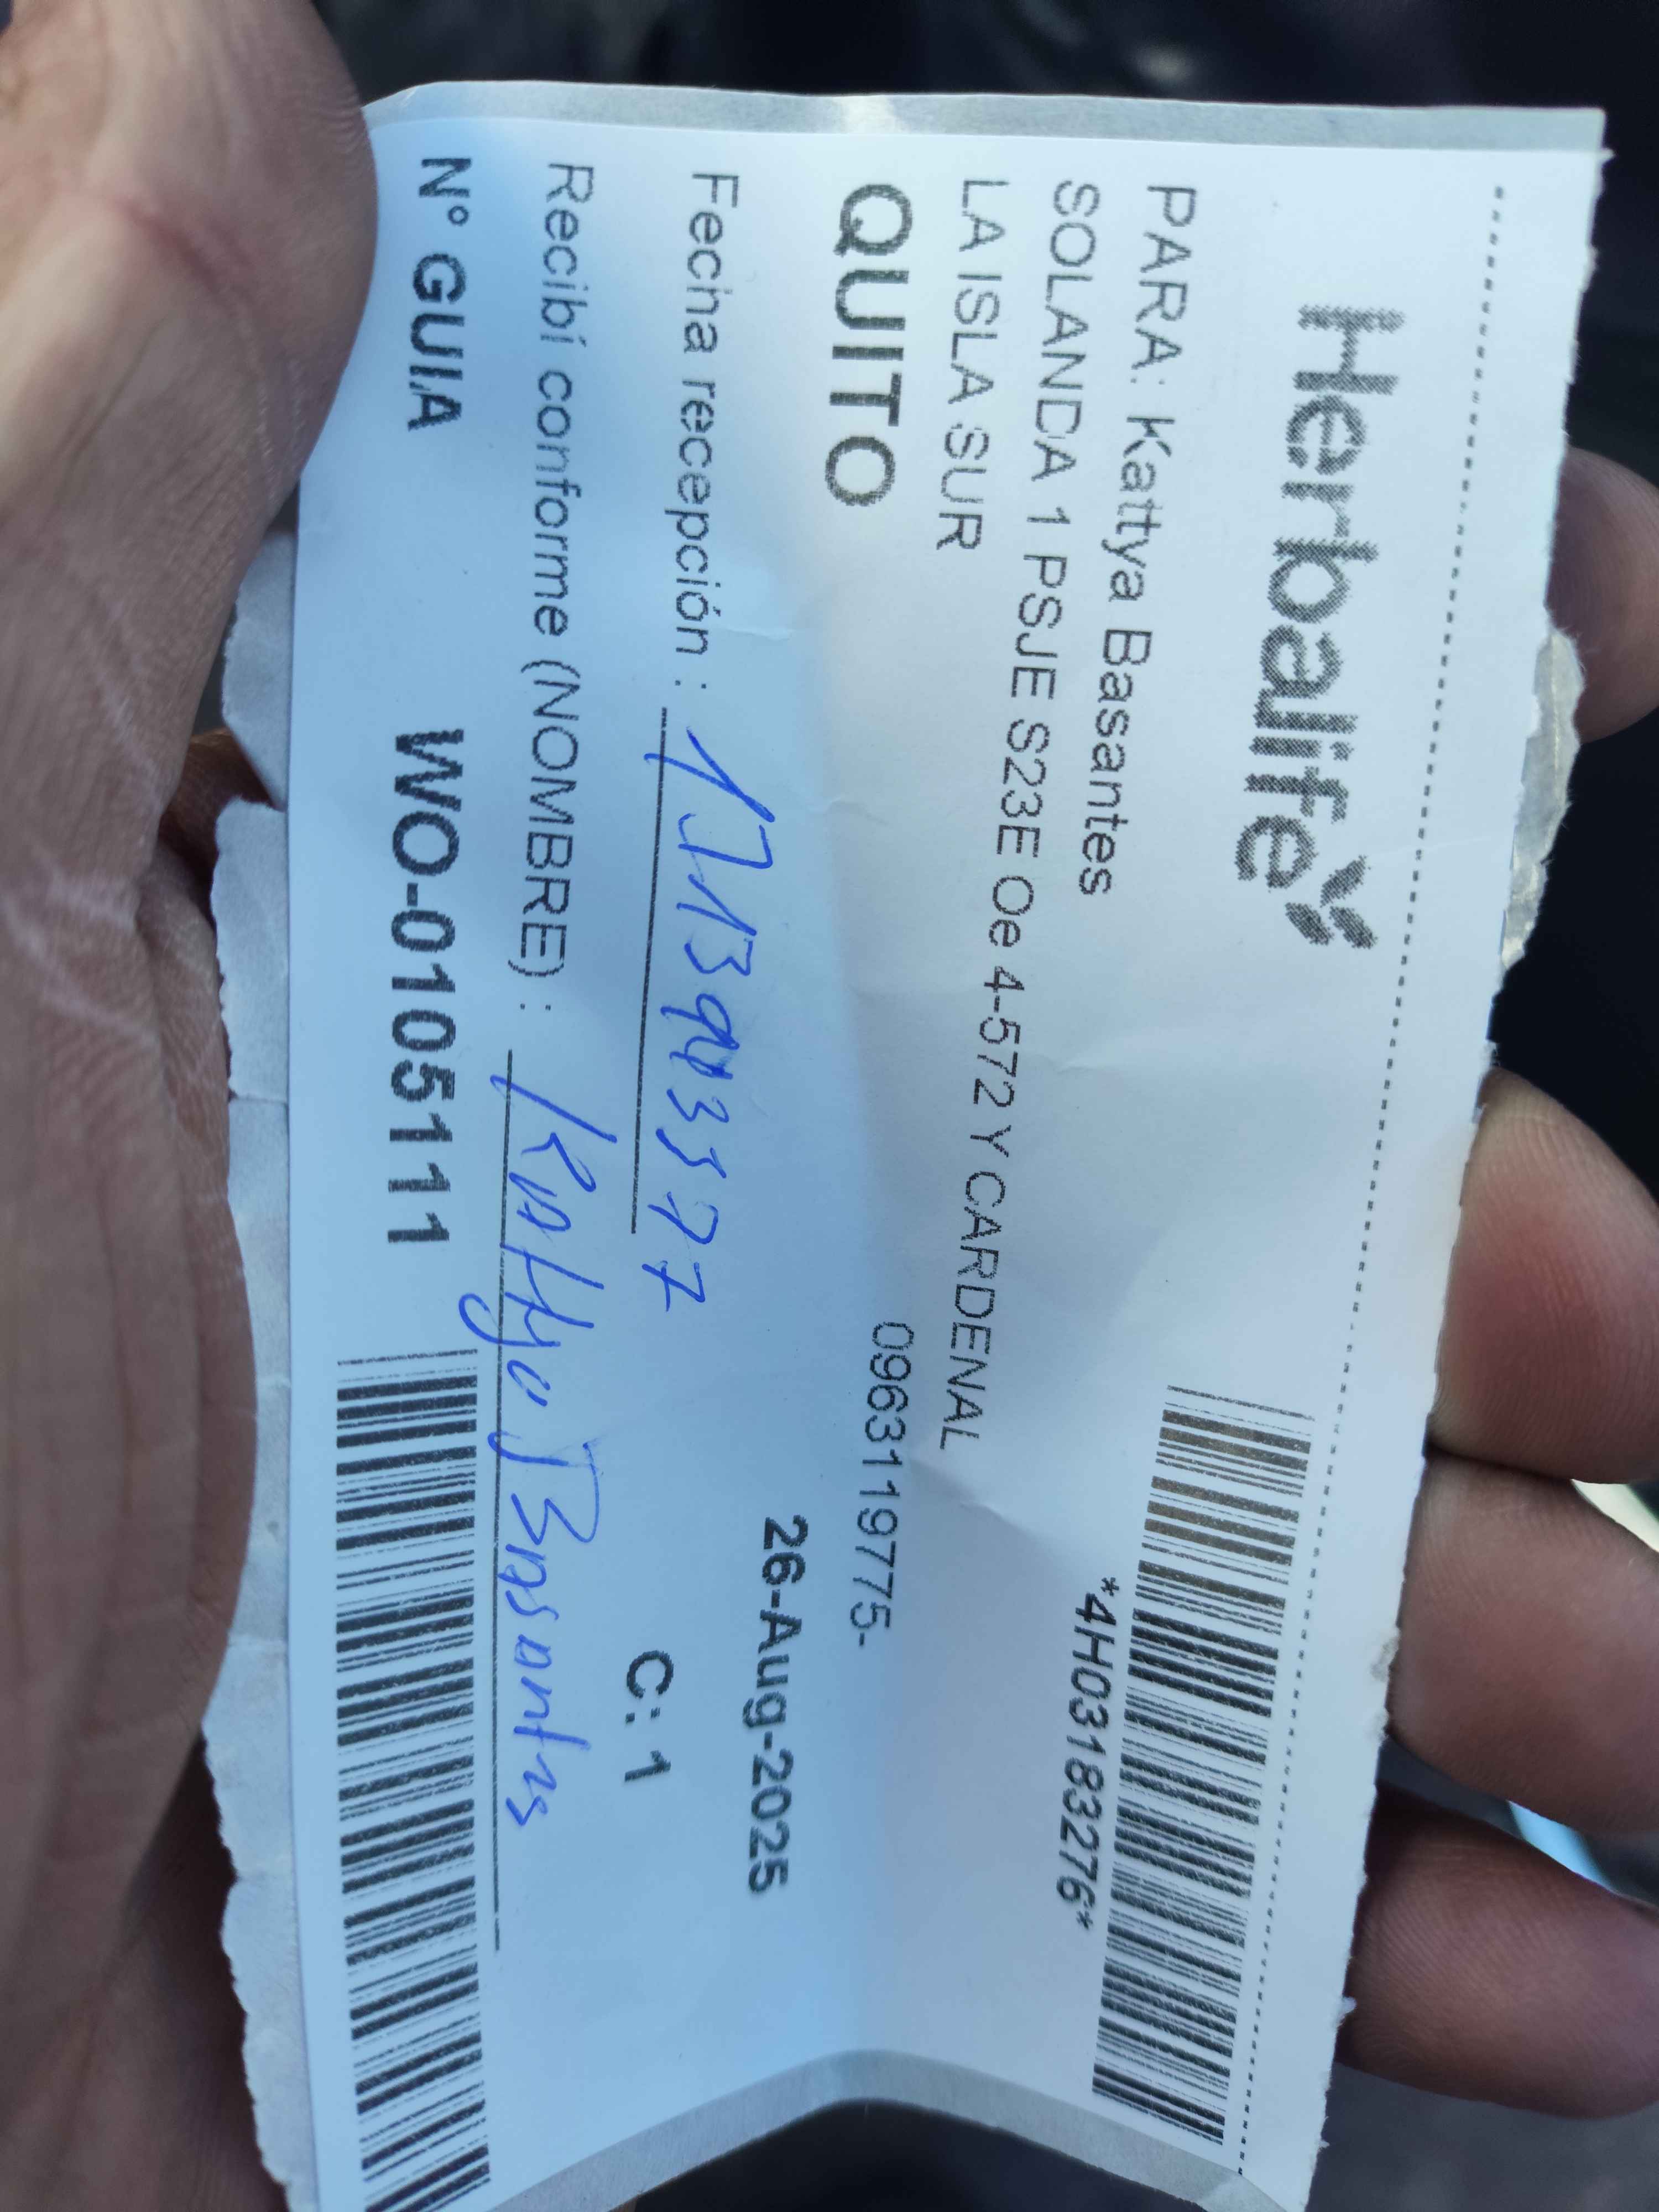 Herbalife
*4H03183276*
PARA: Kattya Basantes
SOLANDA 1 PSJE S23E Oe 4-572 Y CARDENAL
LA ISLA SUR
0963119775-
QUITO
26-Aug-2025
Fecha recepción :
C: 1
Recibí conforme (NOMBRE) : Kattya Basantes
N° GUIA WO-0105111